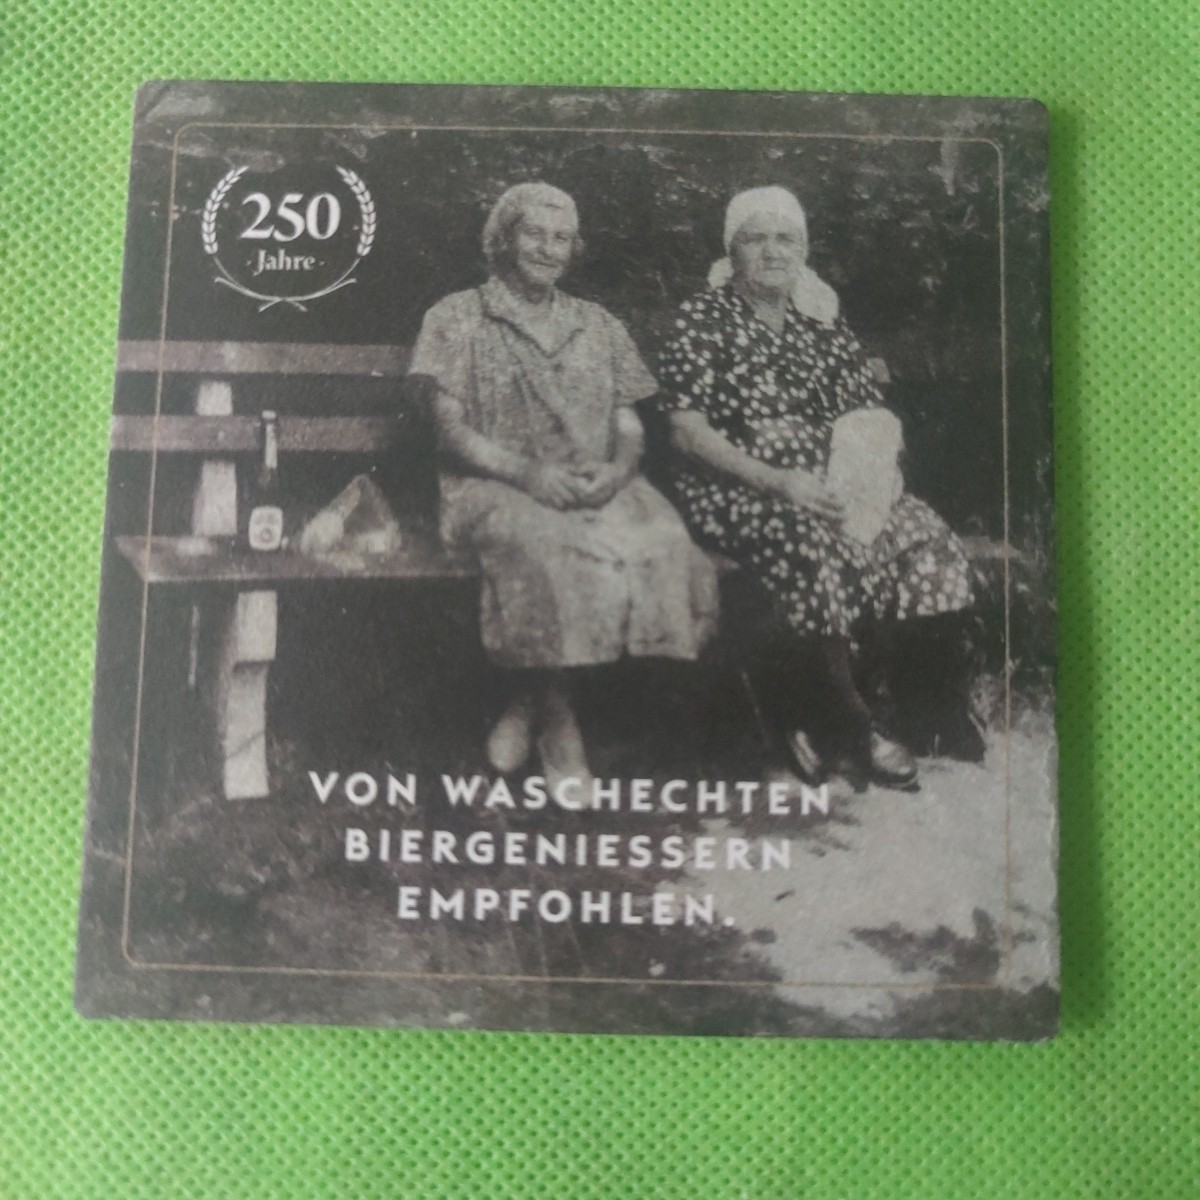 250
· Jahre ·
VON WASCHECHTEN
BIERGENIESSERN
EMPFOHLEN.